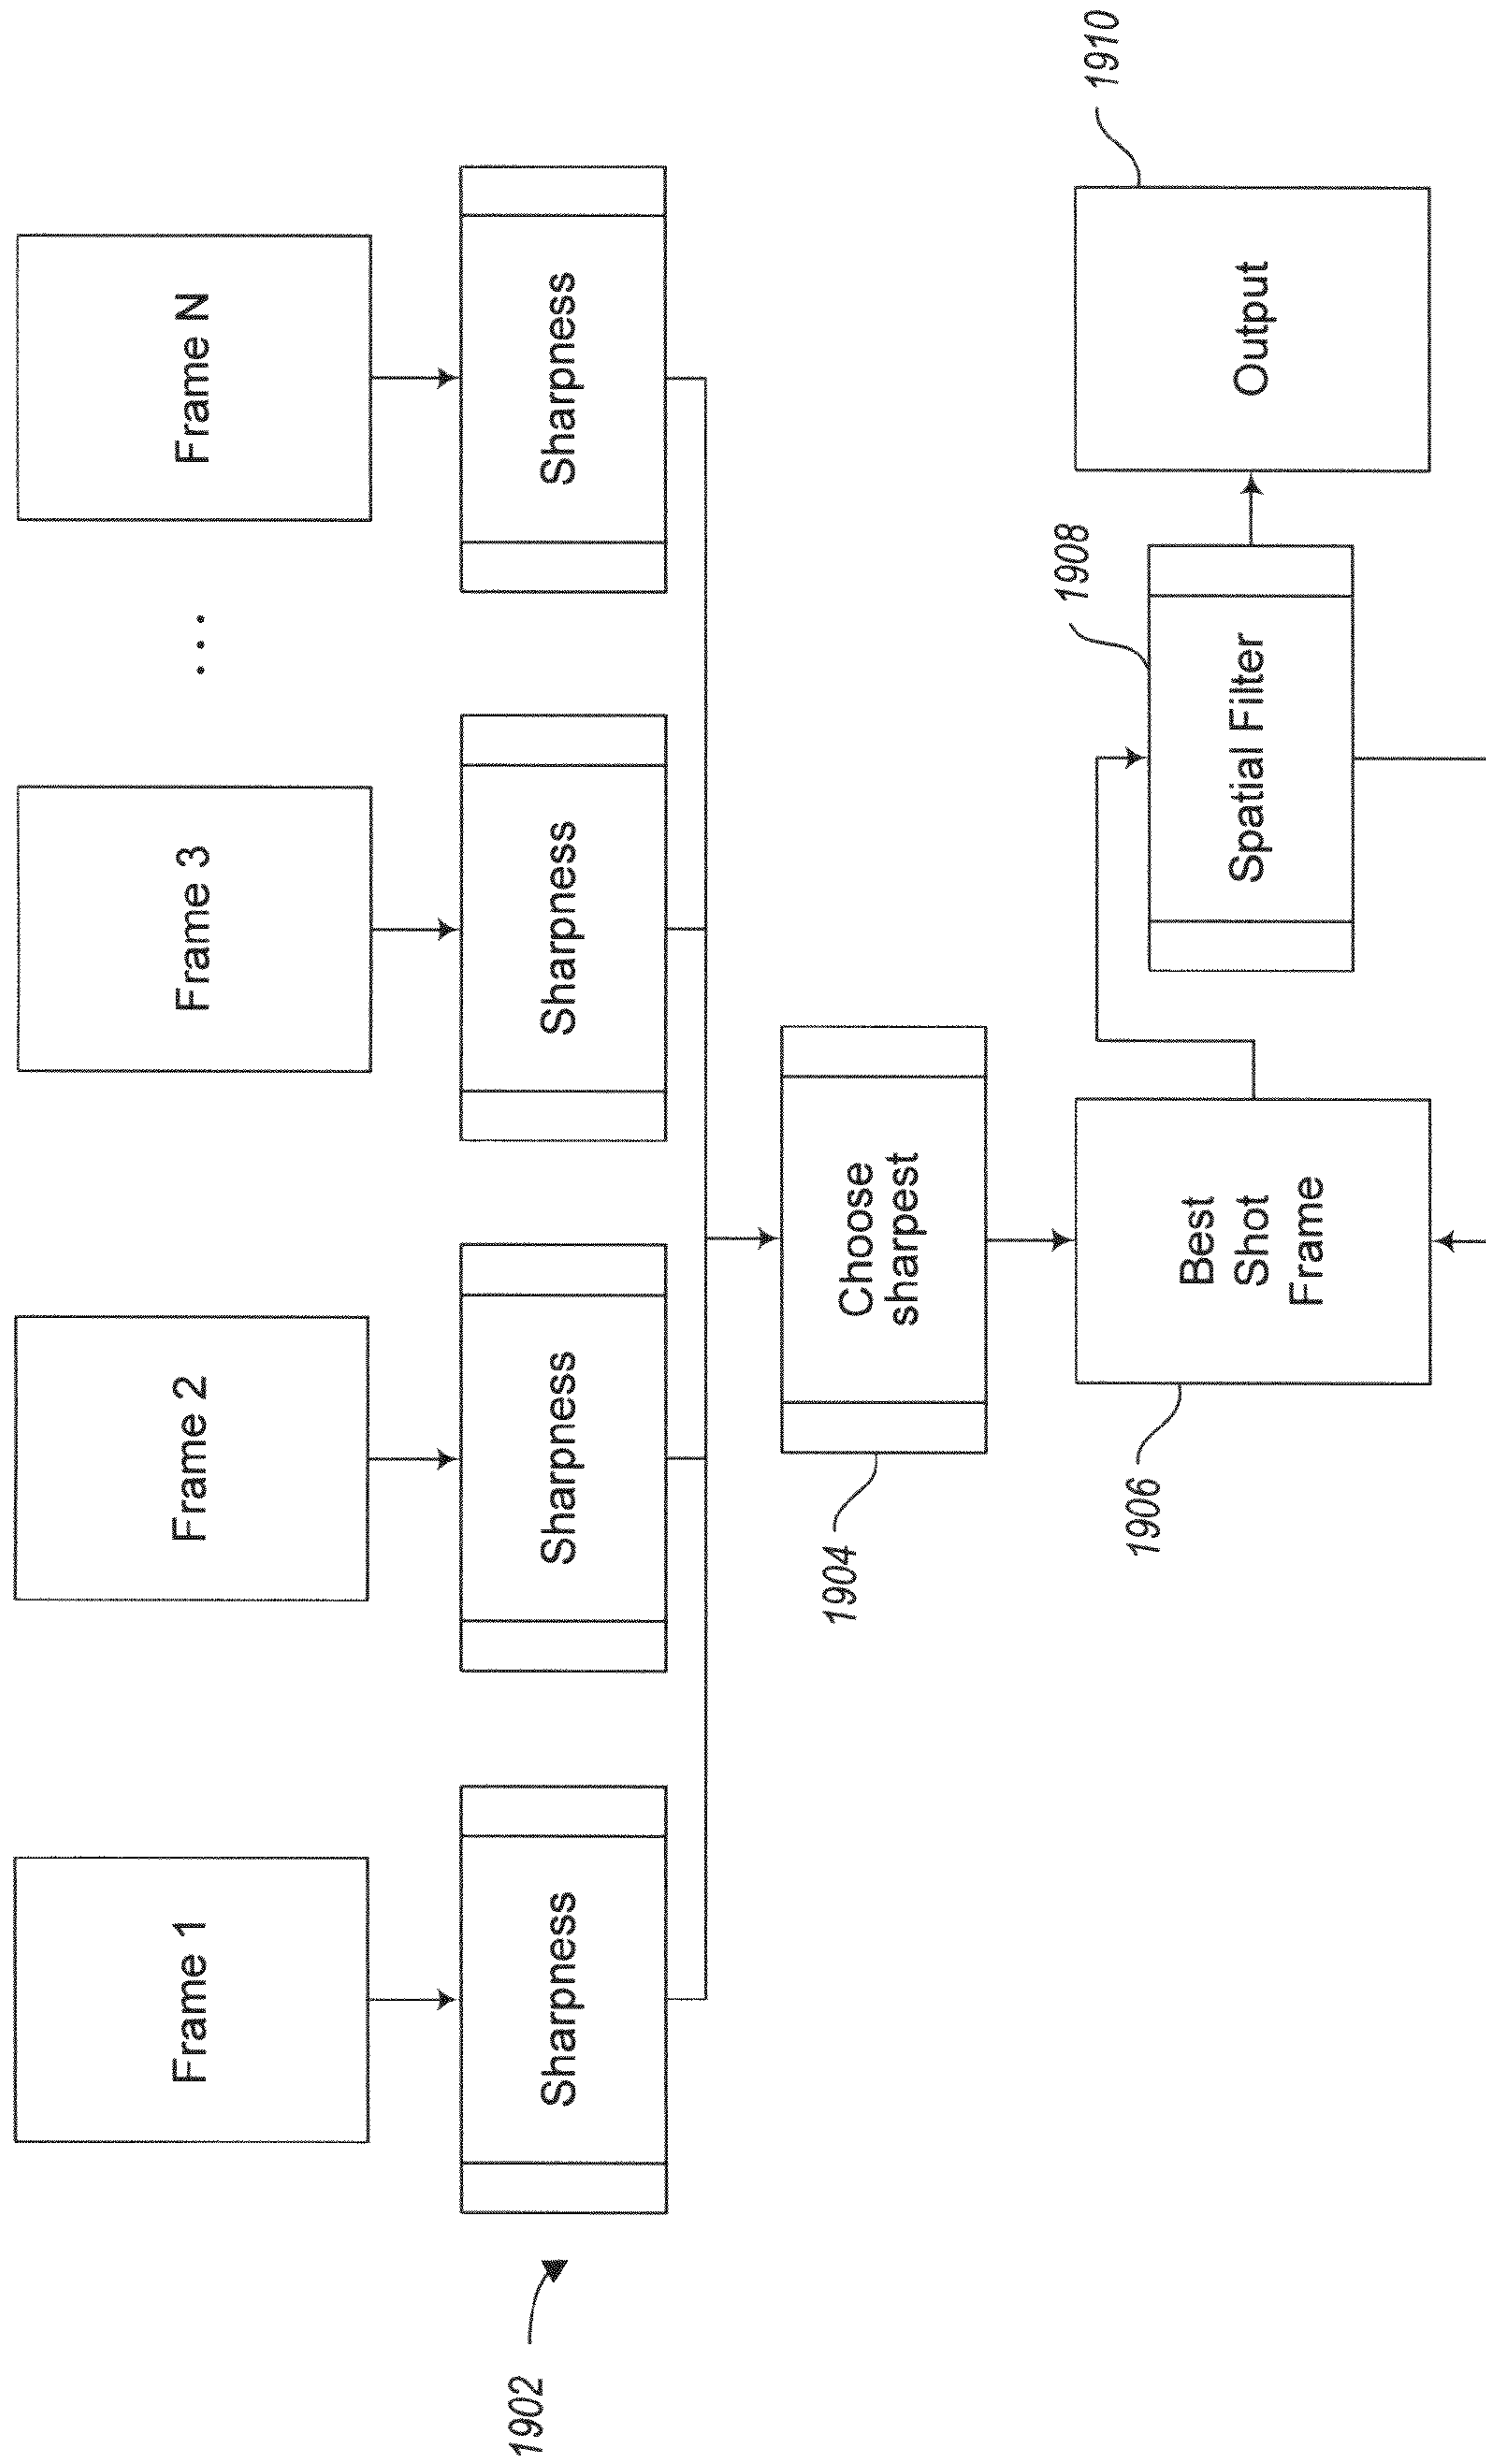 Frame 1
Frame 2
Frame 3
...
Frame N
1902
Sharpness
Sharpness
Sharpness
Sharpness
1904
Choose
sharpest
1906
Best
Shot
Frame
1908
Spatial Filter
1910
Output